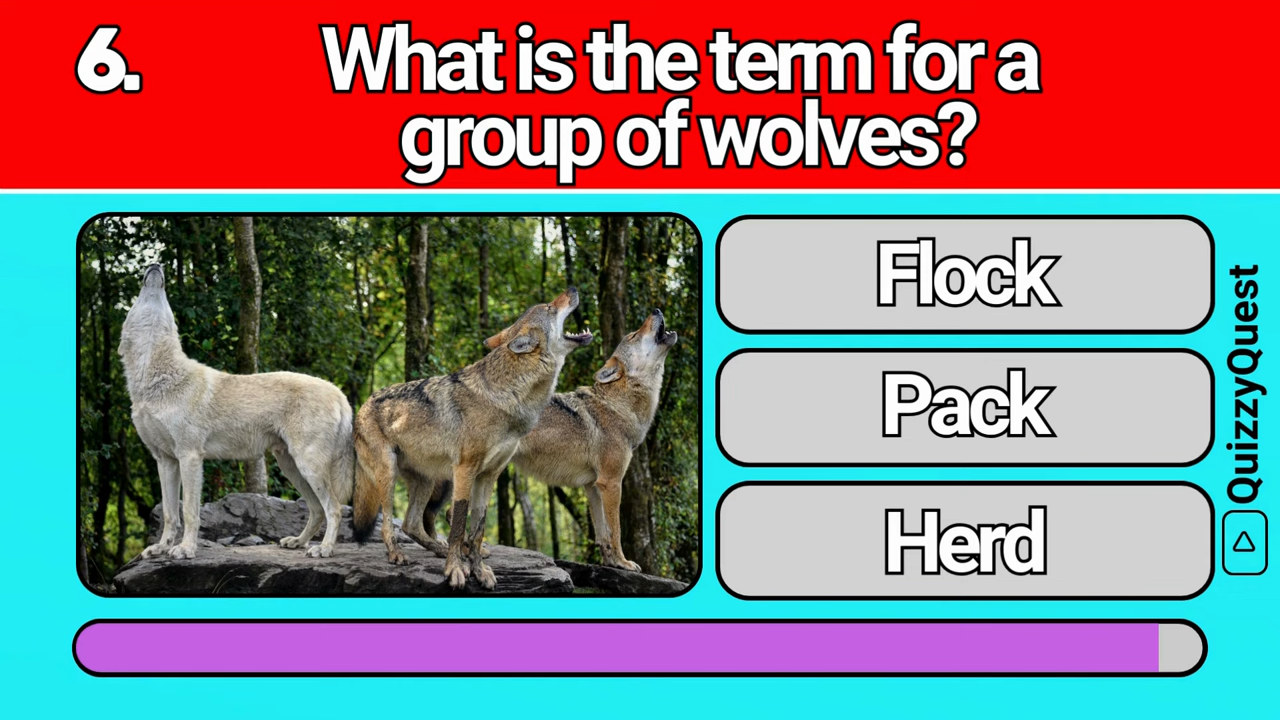 6.
What is the term for a
group of wolves?
Flock
Pack
Herd
QuizzyQuest